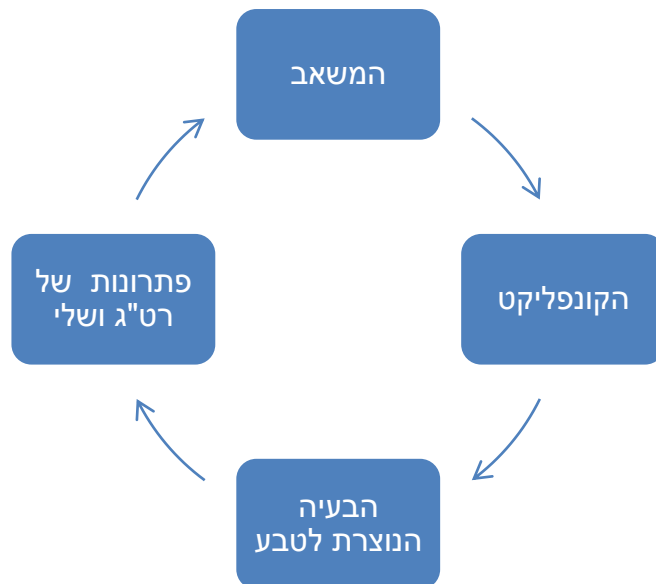 המשאב
הקונפליקט
הבעיה
הנוצרת לטבע
פתרונות של
רט"ג ושלי